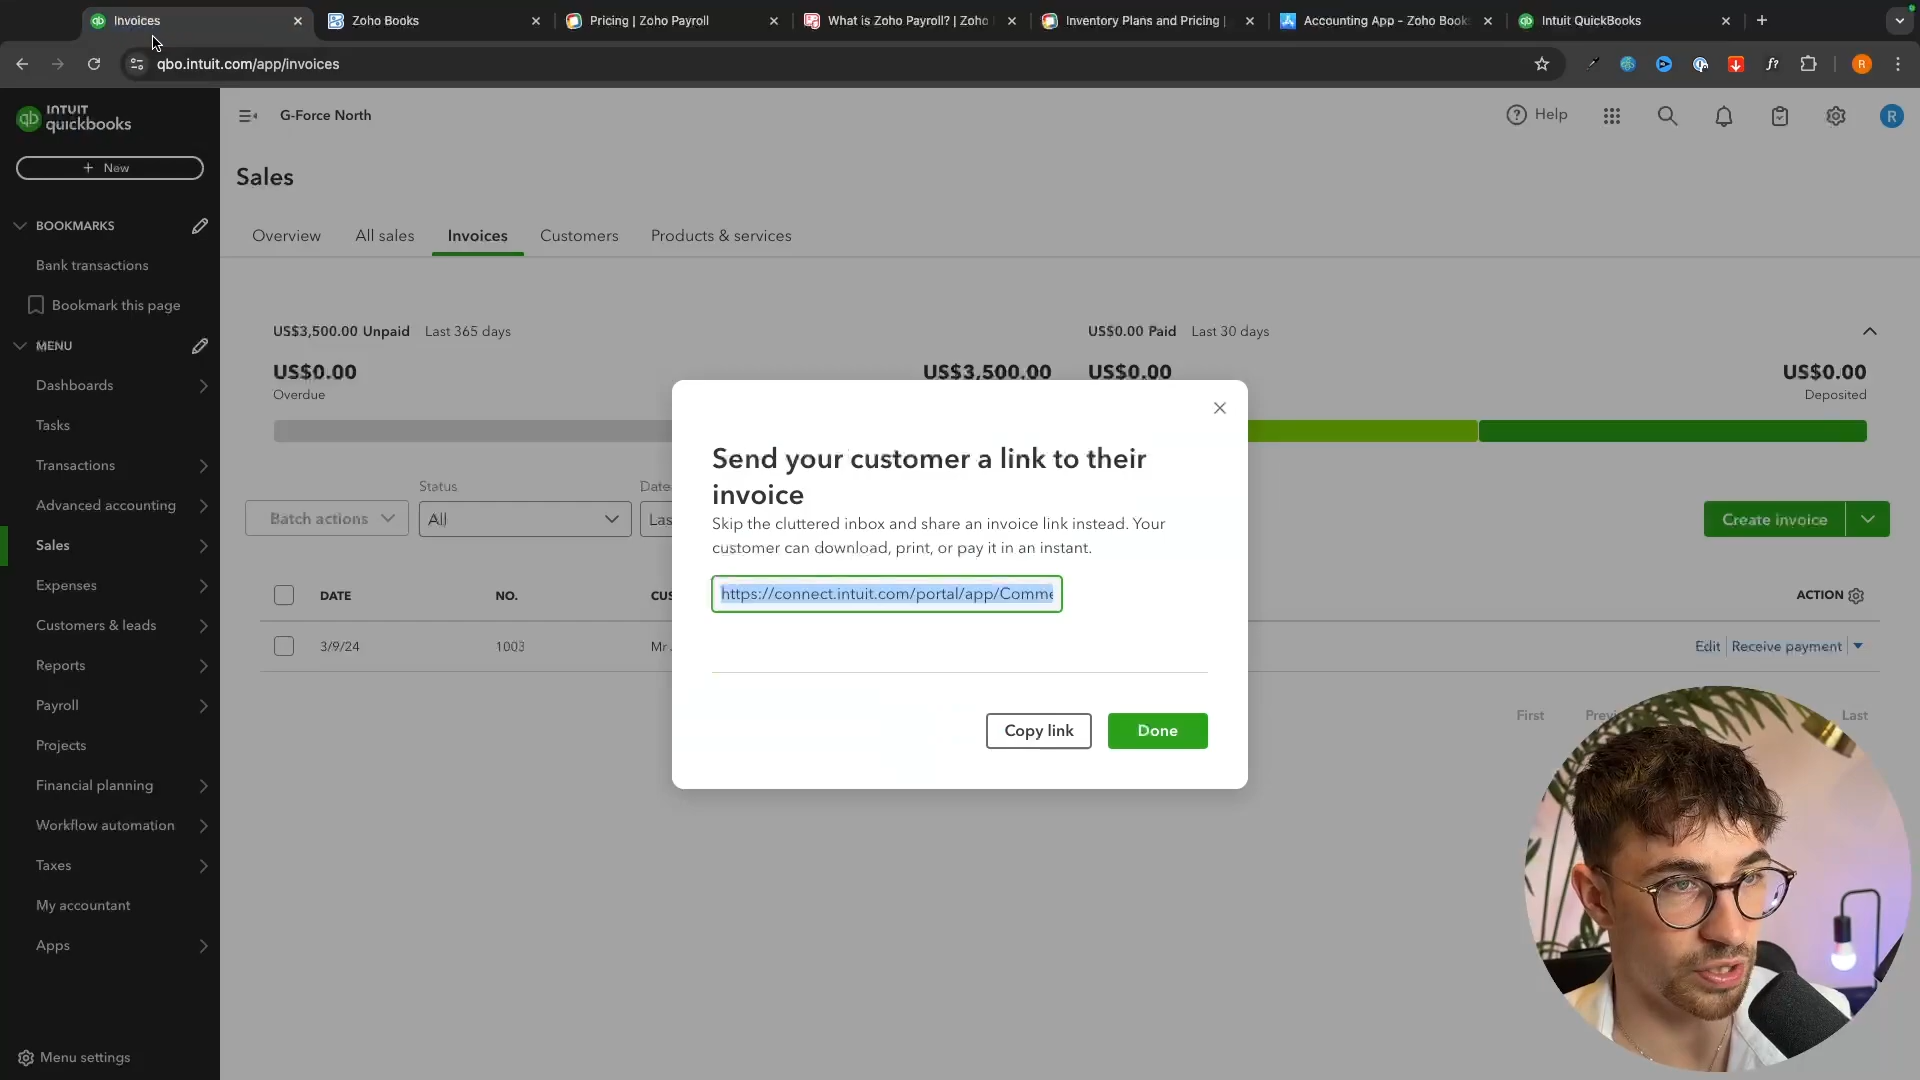 Invoices
Zoho Books
Pricing | Zoho Payroll
What is Zoho Payroll? | Zoho
Inventory Plans and Pricing |
Accounting App - Zoho Book
Intuit QuickBooks
qbo.intuit.com/app/invoices
R
INTUIT
quickbooks
G-Force North
Help
R
+ New
Sales
BOOKMARKS
Bank transactions
Bookmark this page
MENU
Dashboards
Tasks
Transactions
Advanced accounting
Sales
Expenses
Customers & leads
Reports
Payroll
Projects
Financial planning
Workflow automation
Taxes
My accountant
Apps
Menu settings
Overview
All sales
Invoices
Customers
Products & services
US$3,500.00 Unpaid Last 365 days
US$0.00 Paid Last 30 days
US$0.00
US$3,500.00
US$0.00
US$0.00
Overdue
Deposited
Status
Date
Batch actions
All
Las
Create invoice
DATE
NO.
CUS
ACTION
3/9/24
1003
Mr
Edit
Receive payment
First
Previ
Last
Send your customer a link to their
invoice
Skip the cluttered inbox and share an invoice link instead. Your
customer can download, print, or pay it in an instant.
https://connect.intuit.com/portal/app/Comme
Copy link
Done